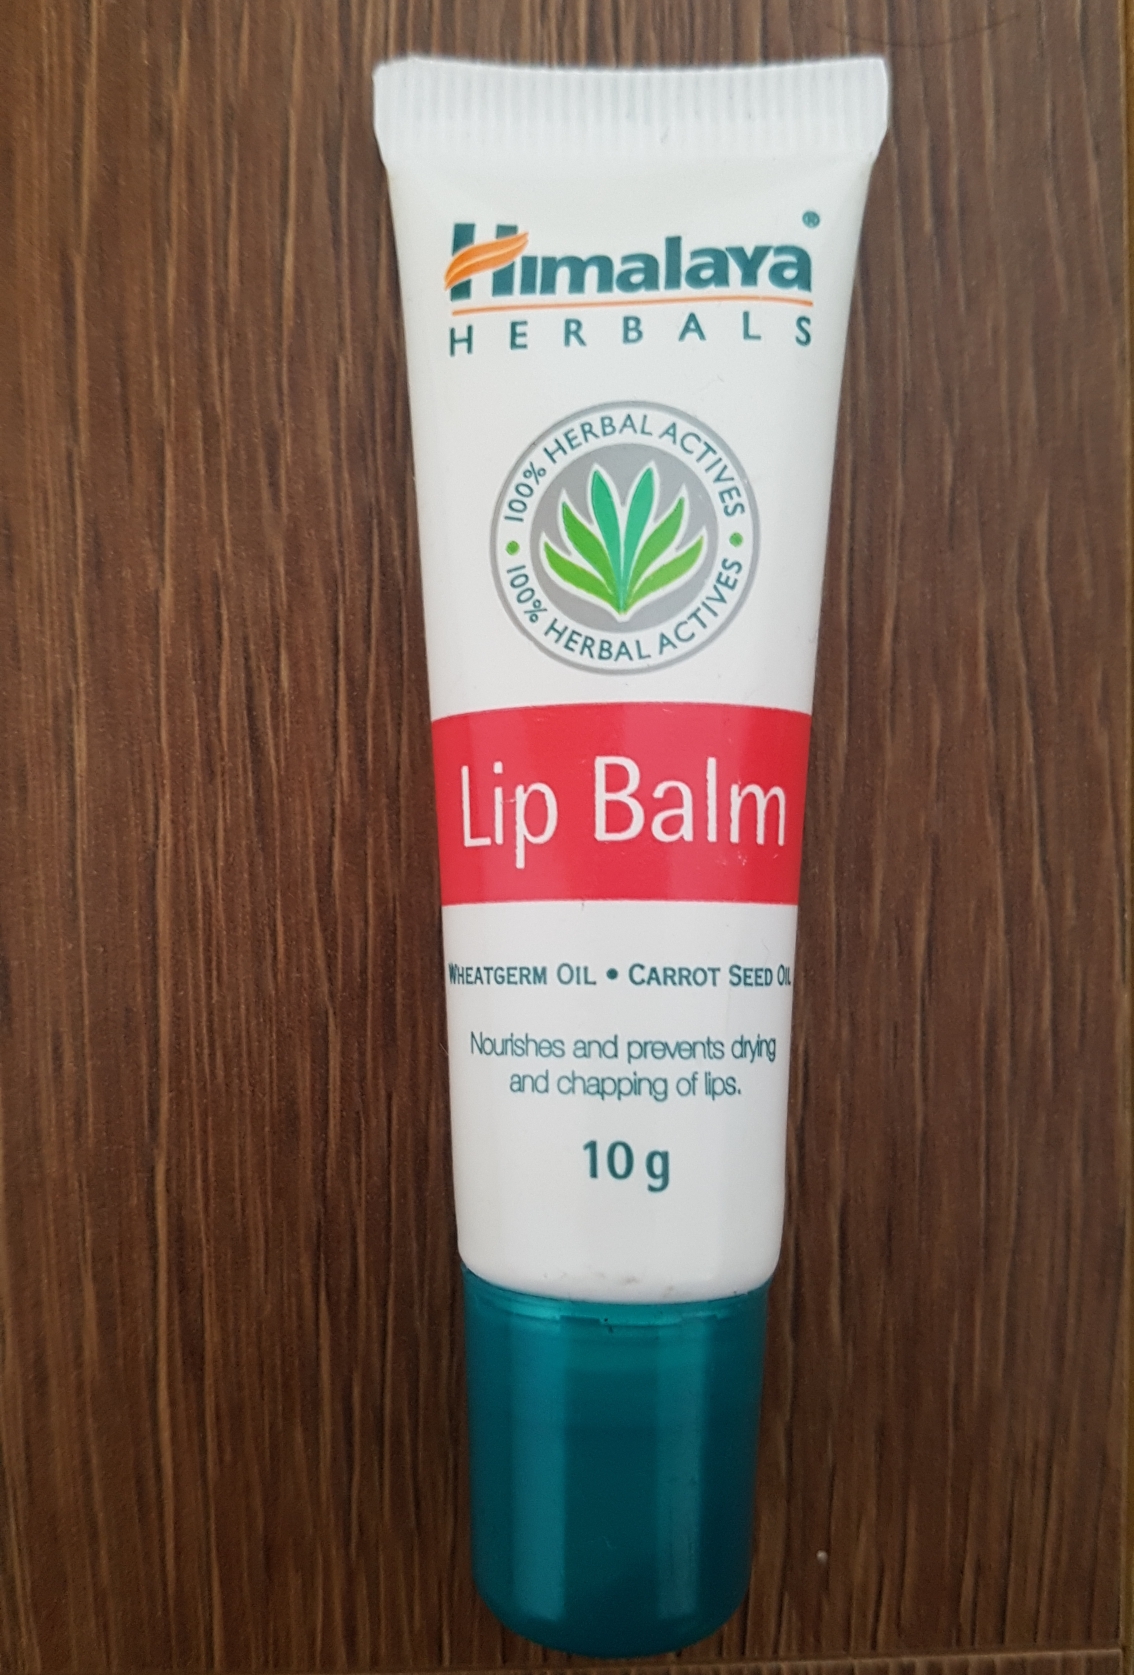 Himalaya®
HERBALS
100% HERBAL ACTIVES
100% HERBAL ACTIVES
Lip Balm
WHEATGERM OIL • CARROT SEED OIL
Nourishes and prevents drying
and chapping of lips.
10 g